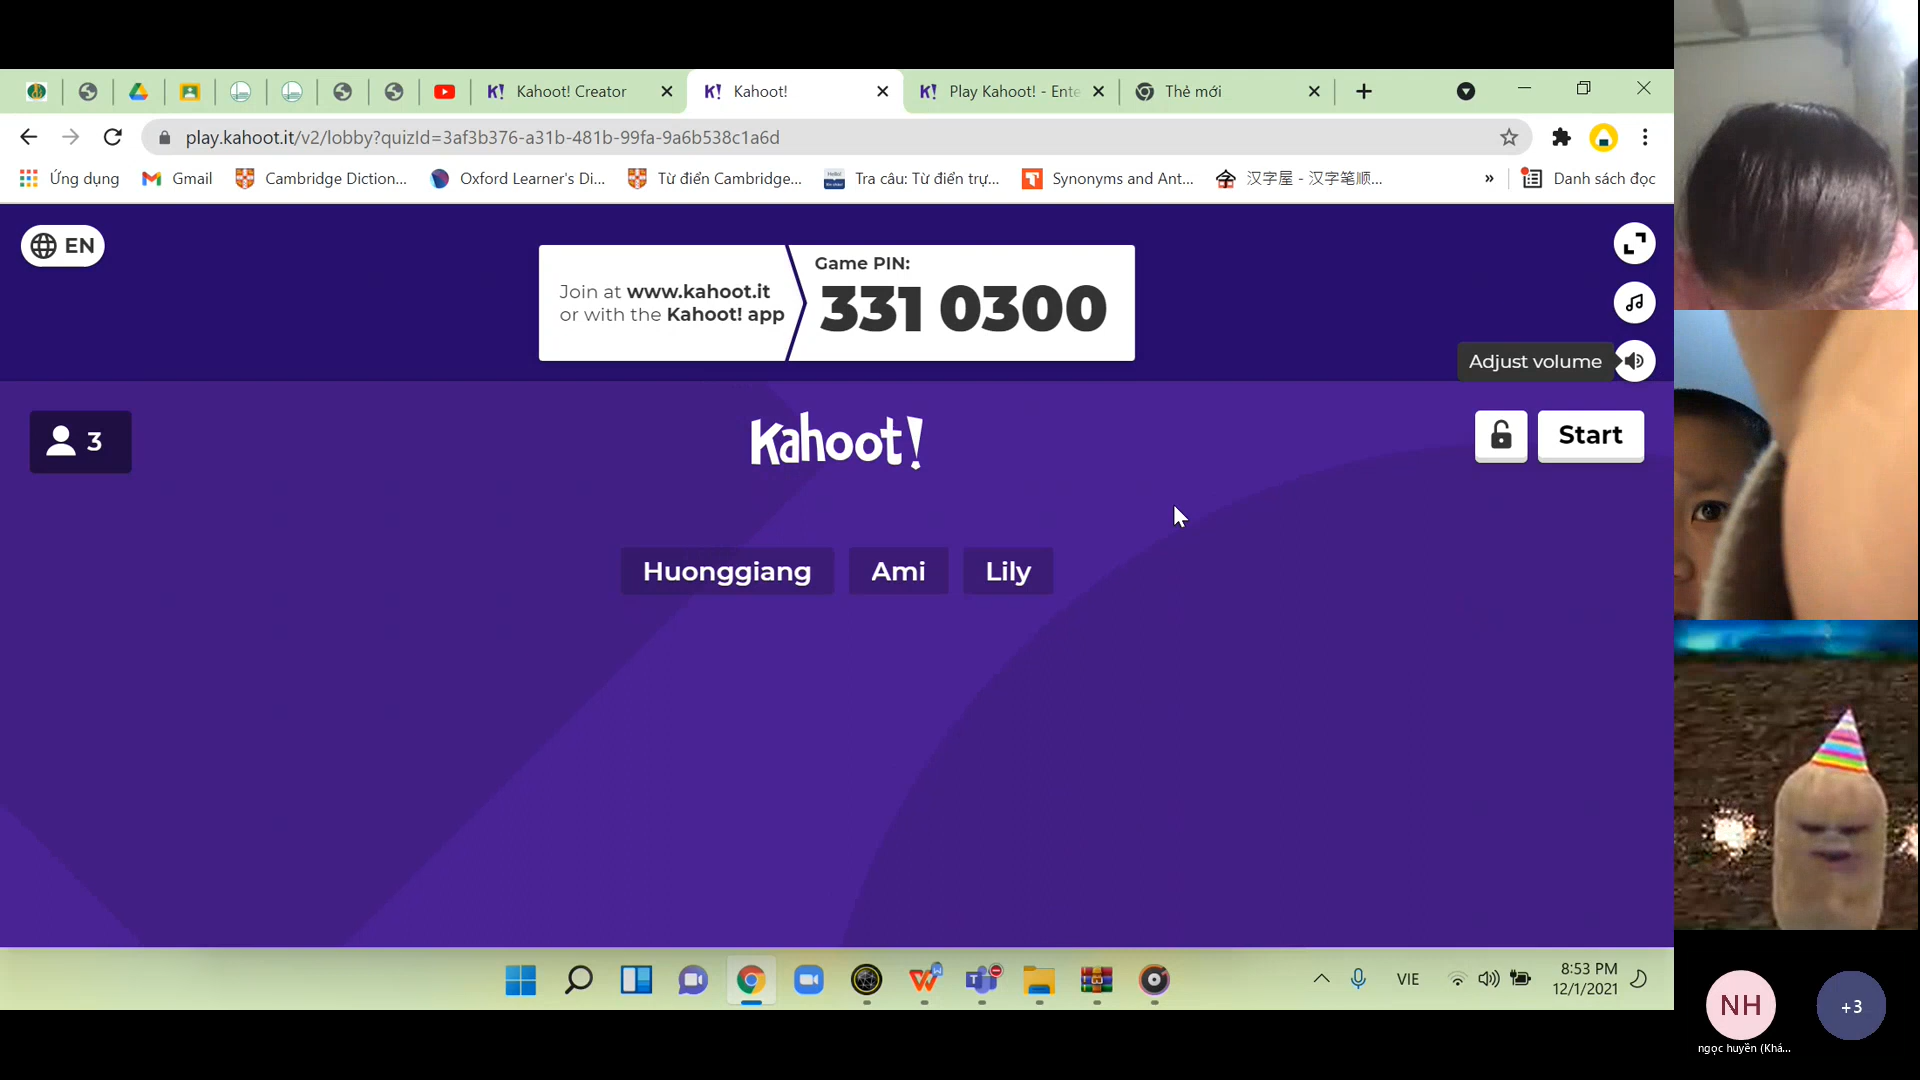 Kahoot! Creator
Kahoot!
Play Kahoot! - Ente
Thẻ mới
play.kahoot.it/v2/lobby?quizId=3af3b376-a31b-481b-99fa-9a6b538c1a6d
Ứng dụng
Gmail
Cambridge Diction...
Oxford Learner's Di...
Từ điển Cambridge...
Tra câu: Từ điển trự...
Synonyms and Ant...
汉字屋 - 汉字笔顺...
»
Danh sách đọc
EN
Join at www.kahoot.it
or with the Kahoot! app
Game PIN:
331 0300
Adjust volume
3
Kahoot!
Start
Huonggiang
Ami
Lily
VIE
8:53 PM
12/1/2021
NH
+3
ngọc huyền (Khá...